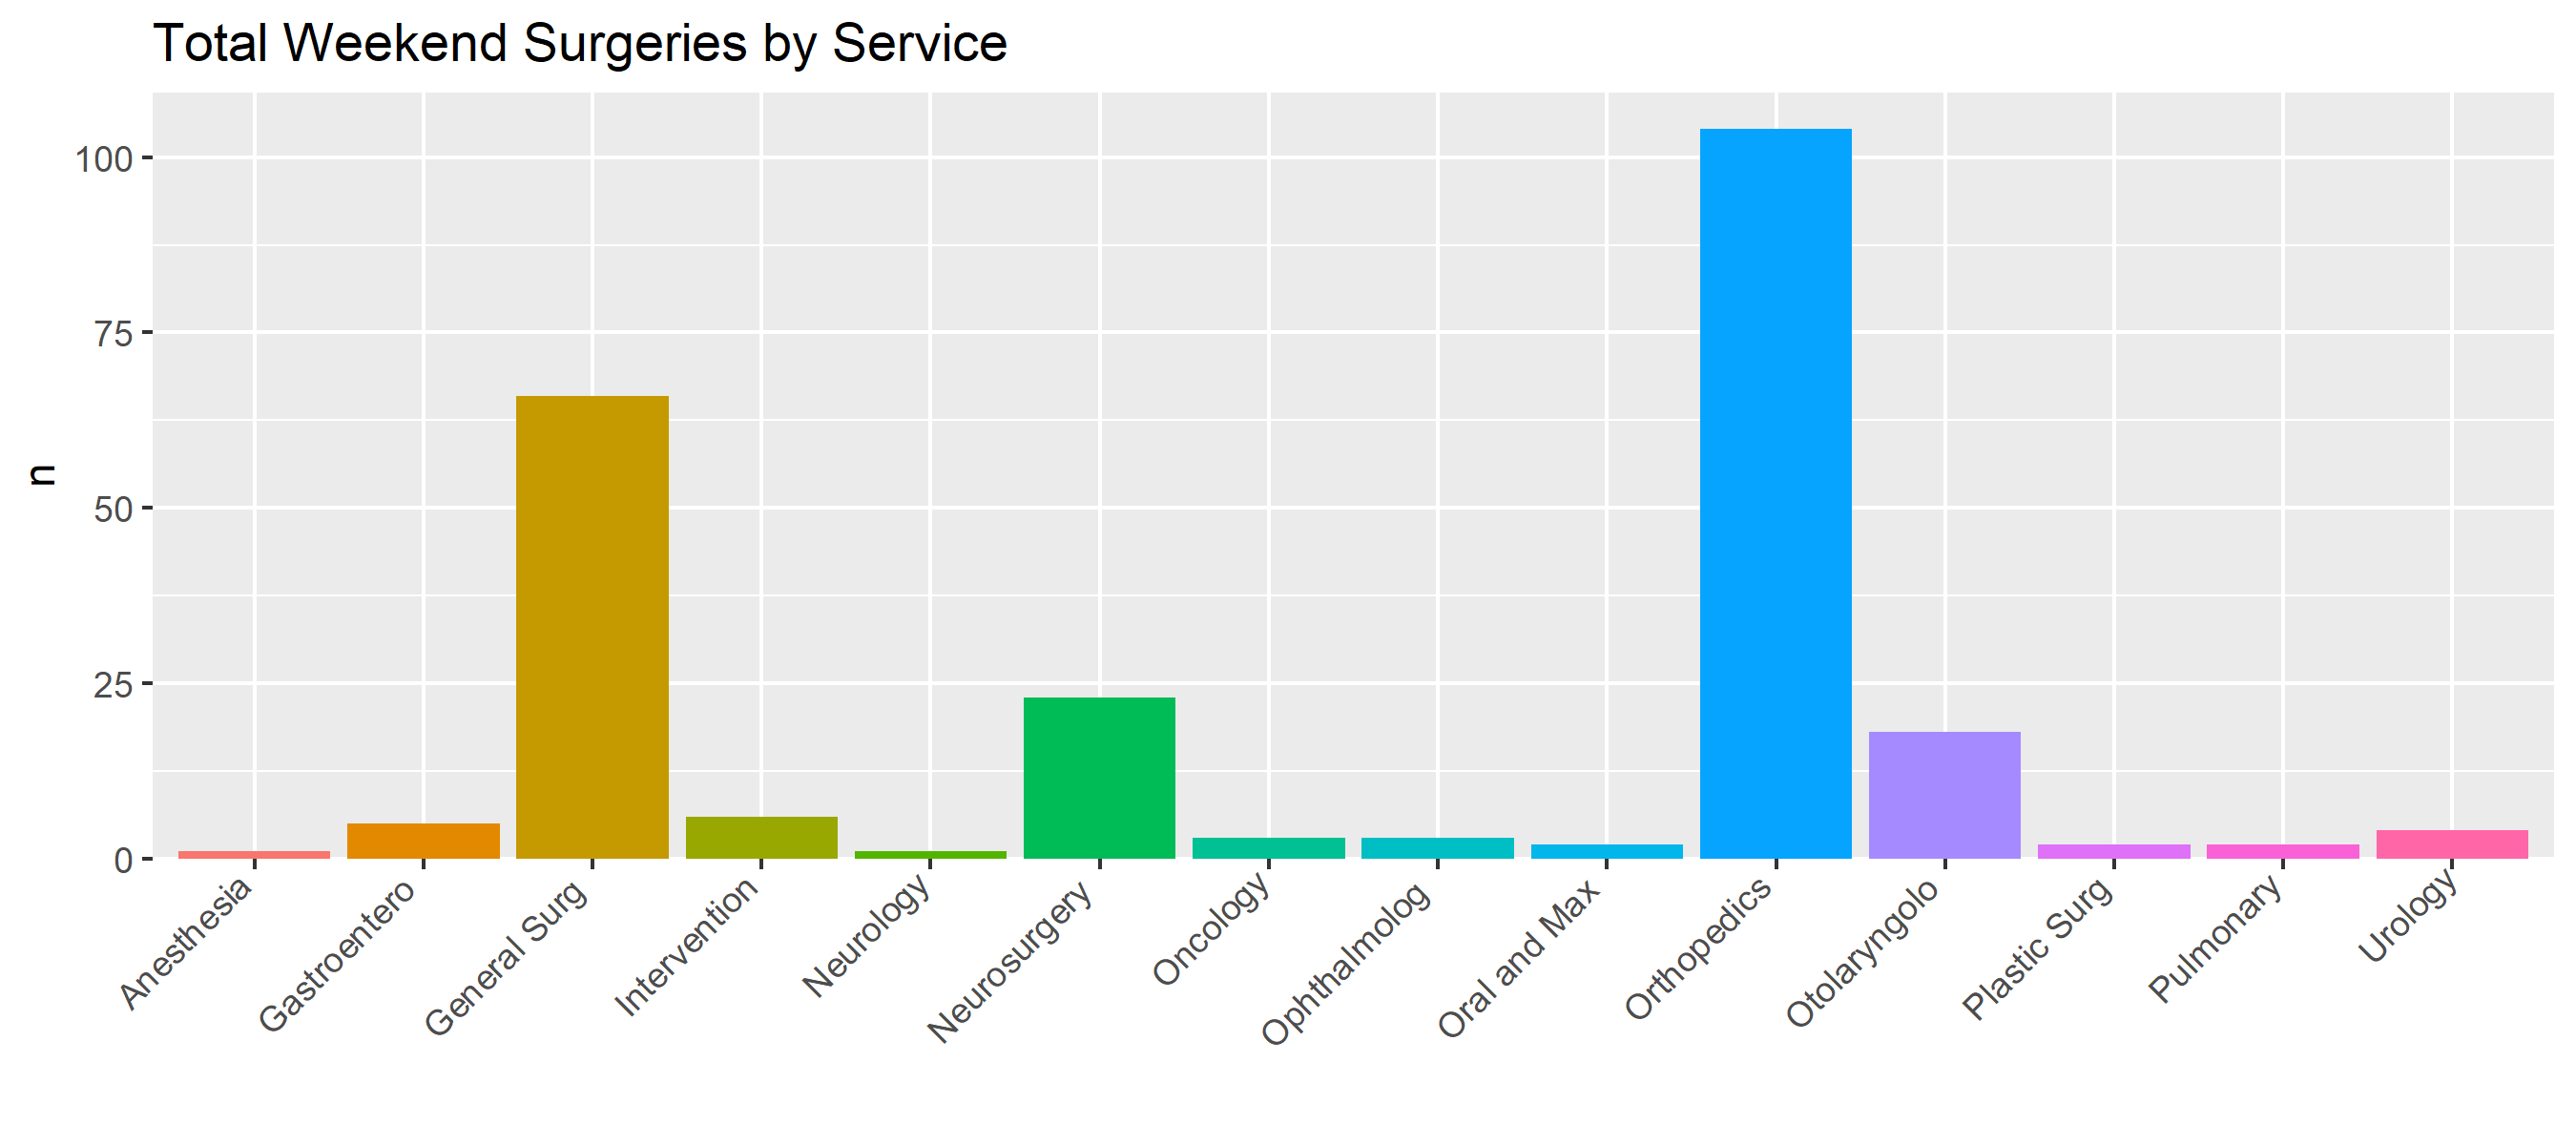 Total Weekend Surgeries by Service
n
100
75
50
25
0
Anesthesia
Gastroentero
General Surg
Intervention
Neurology
Neurosurgery
Oncology
Ophthalmolog
Oral and Max
Orthopedics
Otolaryngolo
Plastic Surg
Pulmonary
Urology